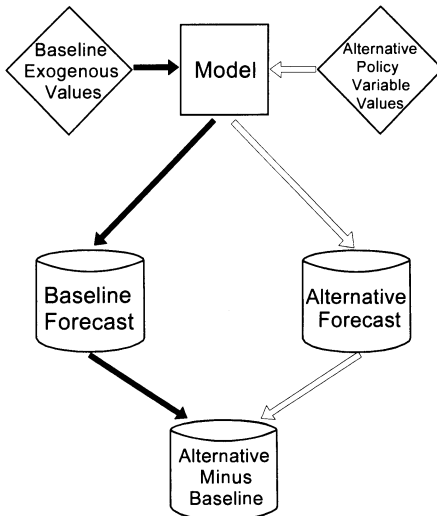 Baseline
Exogenous
Values
Model
Alternative
Policy
Variable
Values
Baseline
Forecast
Alternative
Forecast
Alternative
Minus
Baseline